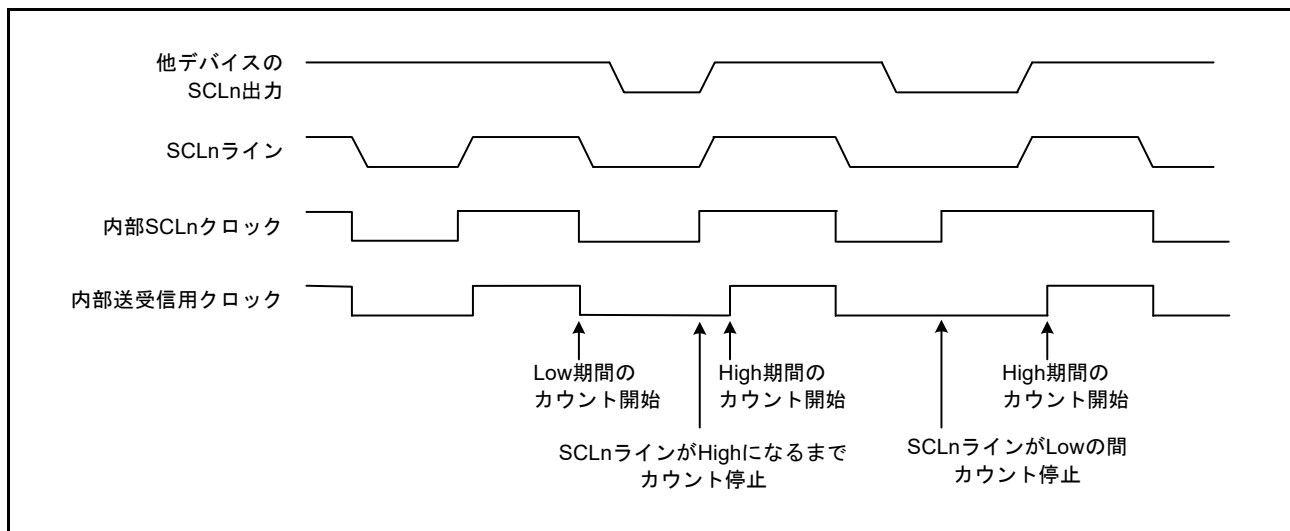 他デバイスの
SCLn出力
SCLnライン
内部SCLnクロック
内部送受信用クロック
Low期間の
カウント開始
High期間の
カウント開始
High期間の
カウント開始
SCLnラインがHighになるまで
カウント停止
SCLnラインがLowの間
カウント停止